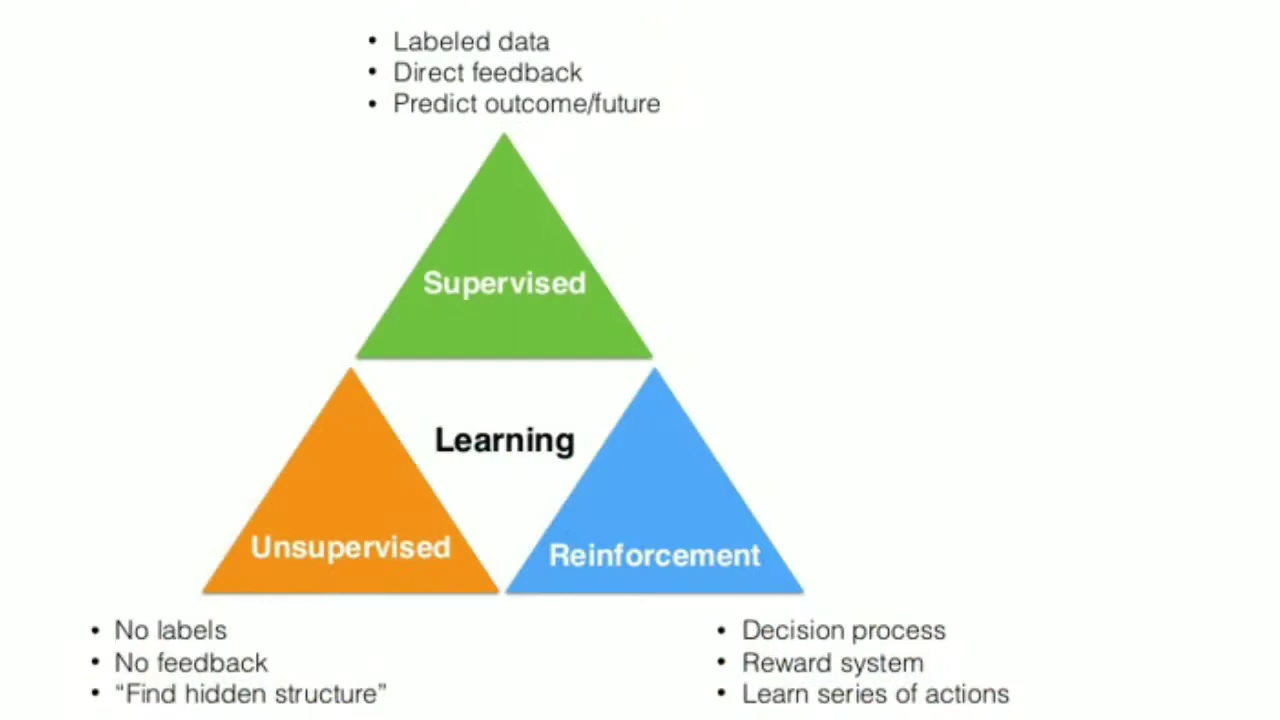 • Labeled data
• Direct feedback
• Predict outcome/future
Supervised
Learning
Unsupervised
Reinforcement
• No labels
• No feedback
• “Find hidden structure”
• Decision process
• Reward system
• Learn series of actions